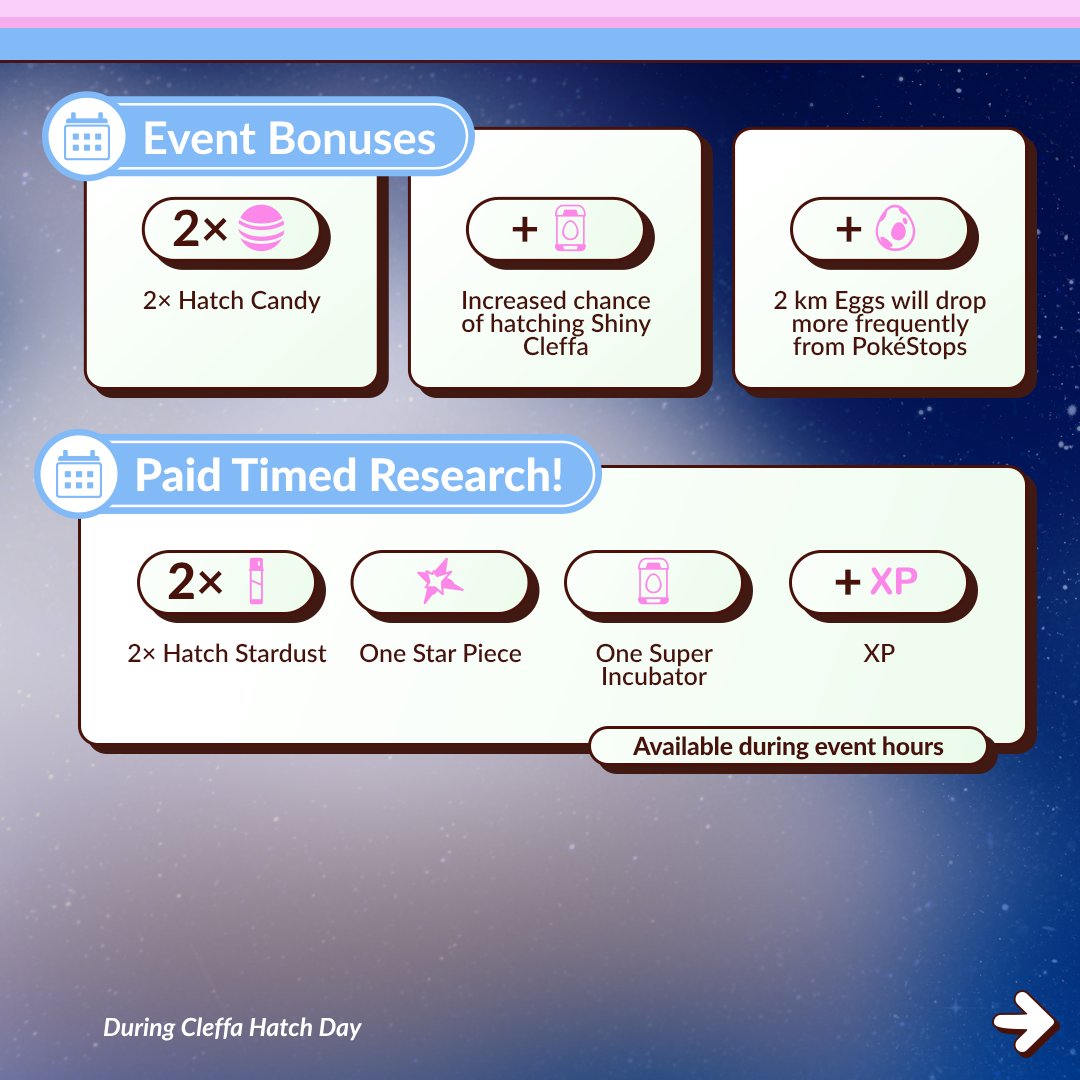 Event Bonuses
2×
2× Hatch Candy
+
Increased chance
of hatching Shiny
Cleffa
+
2 km Eggs will drop
more frequently
from PokéStops
Paid Timed Research!
2×
2× Hatch Stardust
One Star Piece
One Super
Incubator
+ XP
XP
Available during event hours
During Cleffa Hatch Day